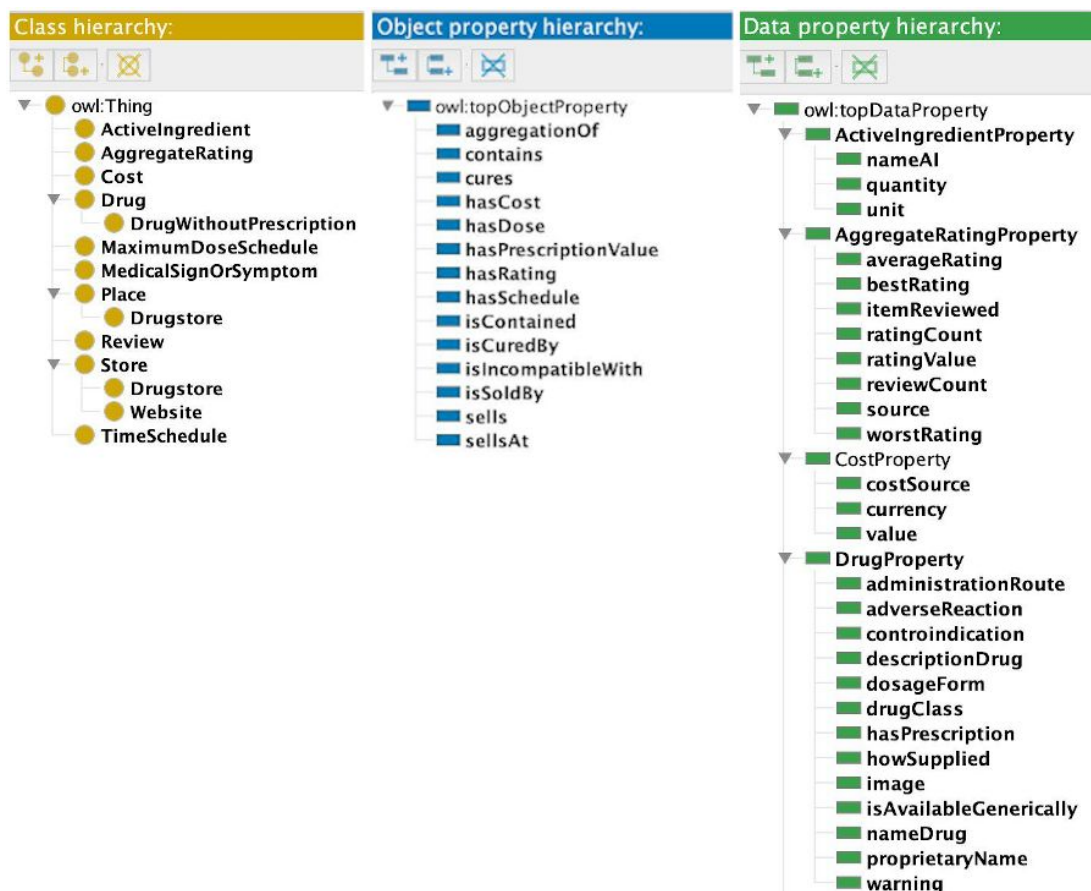 Class hierarchy:
owl:Thing
ActiveIngredient
AggregateRating
Cost
Drug
DrugWithoutPrescription
MaximumDoseSchedule
MedicalSignOrSymptom
Place
Drugstore
Review
Store
Drugstore
Website
TimeSchedule
Object property hierarchy:
owl:topObjectProperty
aggregationOf
contains
cures
hasCost
hasDose
hasPrescriptionValue
hasRating
hasSchedule
isContained
isCuredBy
isIncompatibleWith
isSoldBy
sells
sellsAt
Data property hierarchy:
owl:topDataProperty
ActiveIngredientProperty
nameAI
quantity
unit
AggregateRatingProperty
averageRating
bestRating
itemReviewed
ratingCount
ratingValue
reviewCount
source
worstRating
CostProperty
costSource
currency
value
DrugProperty
administrationRoute
adverseReaction
controindication
descriptionDrug
dosageForm
drugClass
hasPrescription
howSupplied
image
isAvailableGenerically
nameDrug
proprietaryName
warning